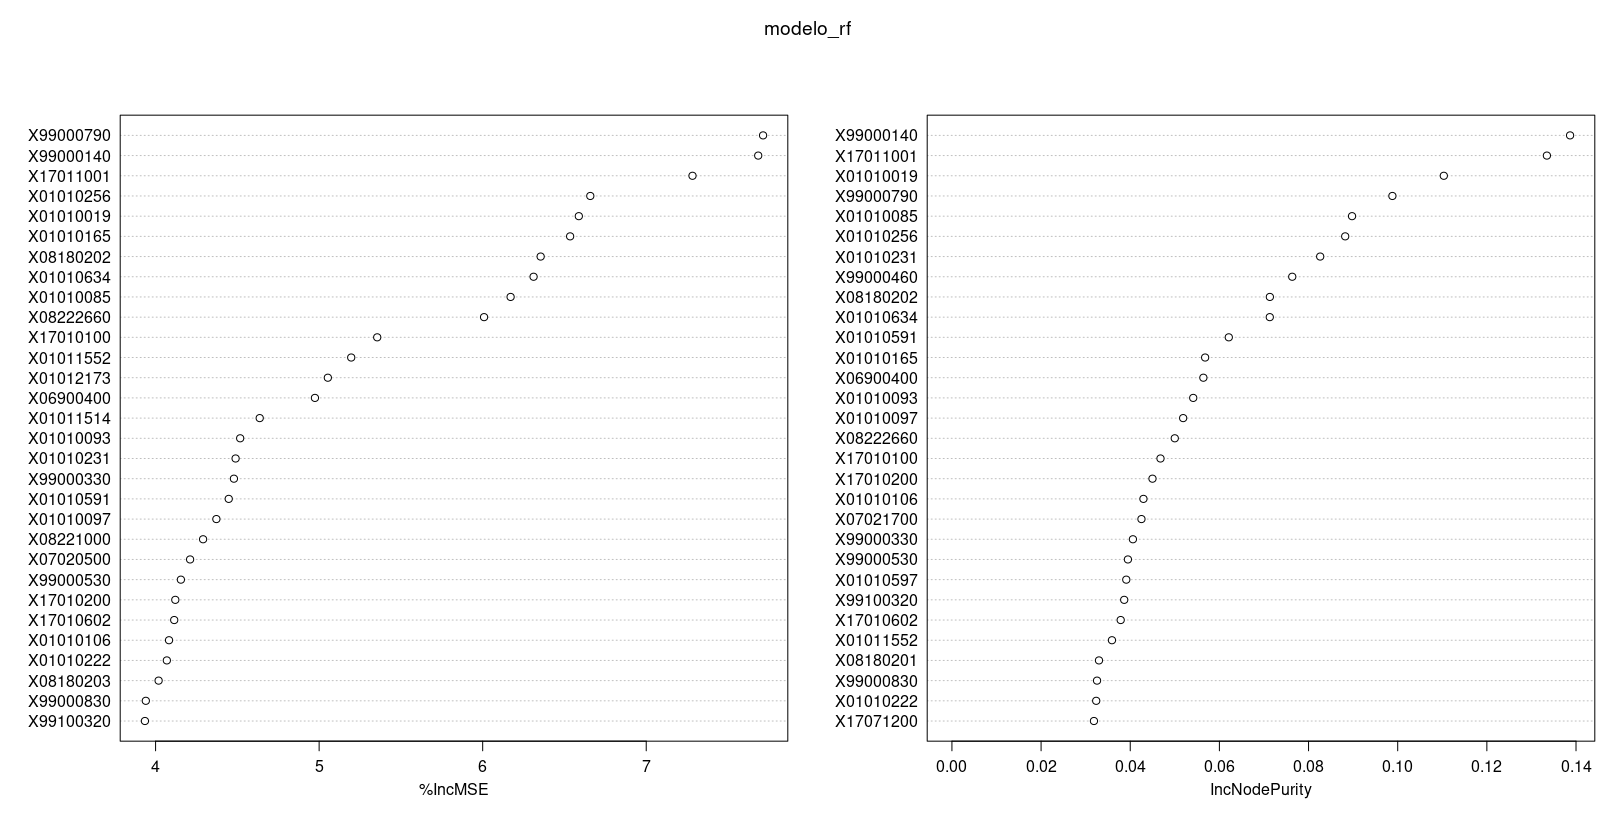 modelo_rf
X99000790
X99000140
X17011001
X01010256
X01010019
X01010165
X08180202
X01010634
X01010085
X08222660
X17010100
X01011552
X01012173
X06900400
X01011514
X01010093
X01010231
X99000330
X01010591
X01010097
X08221000
X07020500
X99000530
X17010200
X17010602
X01010106
X01010222
X08180203
X99000830
X99100320
4 5 6 7
%IncMSE
X99000140
X17011001
X01010019
X99000790
X01010085
X01010256
X01010231
X99000460
X08180202
X01010634
X01010591
X01010165
X06900400
X01010093
X01010097
X08222660
X17010100
X17010200
X01010106
X07021700
X99000330
X99000530
X01010597
X99100320
X17010602
X01011552
X08180201
X99000830
X01010222
X17071200
0.00 0.02 0.04 0.06 0.08 0.10 0.12 0.14
IncNodePurity